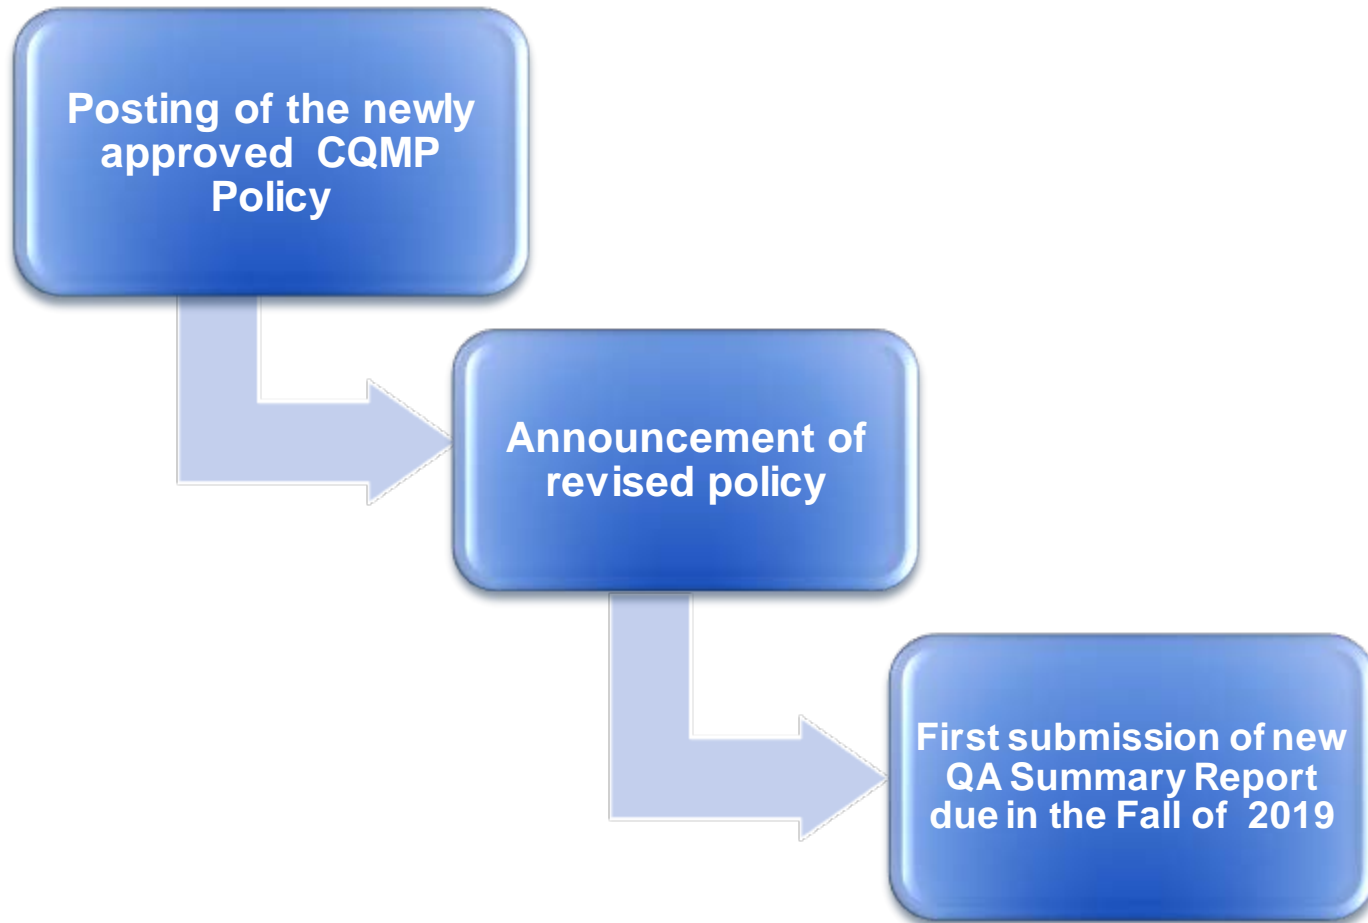 Posting of the newly
approved CQMP
Policy
Announcement of
revised policy
First submission of new
QA Summary Report
due in the Fall of 2019